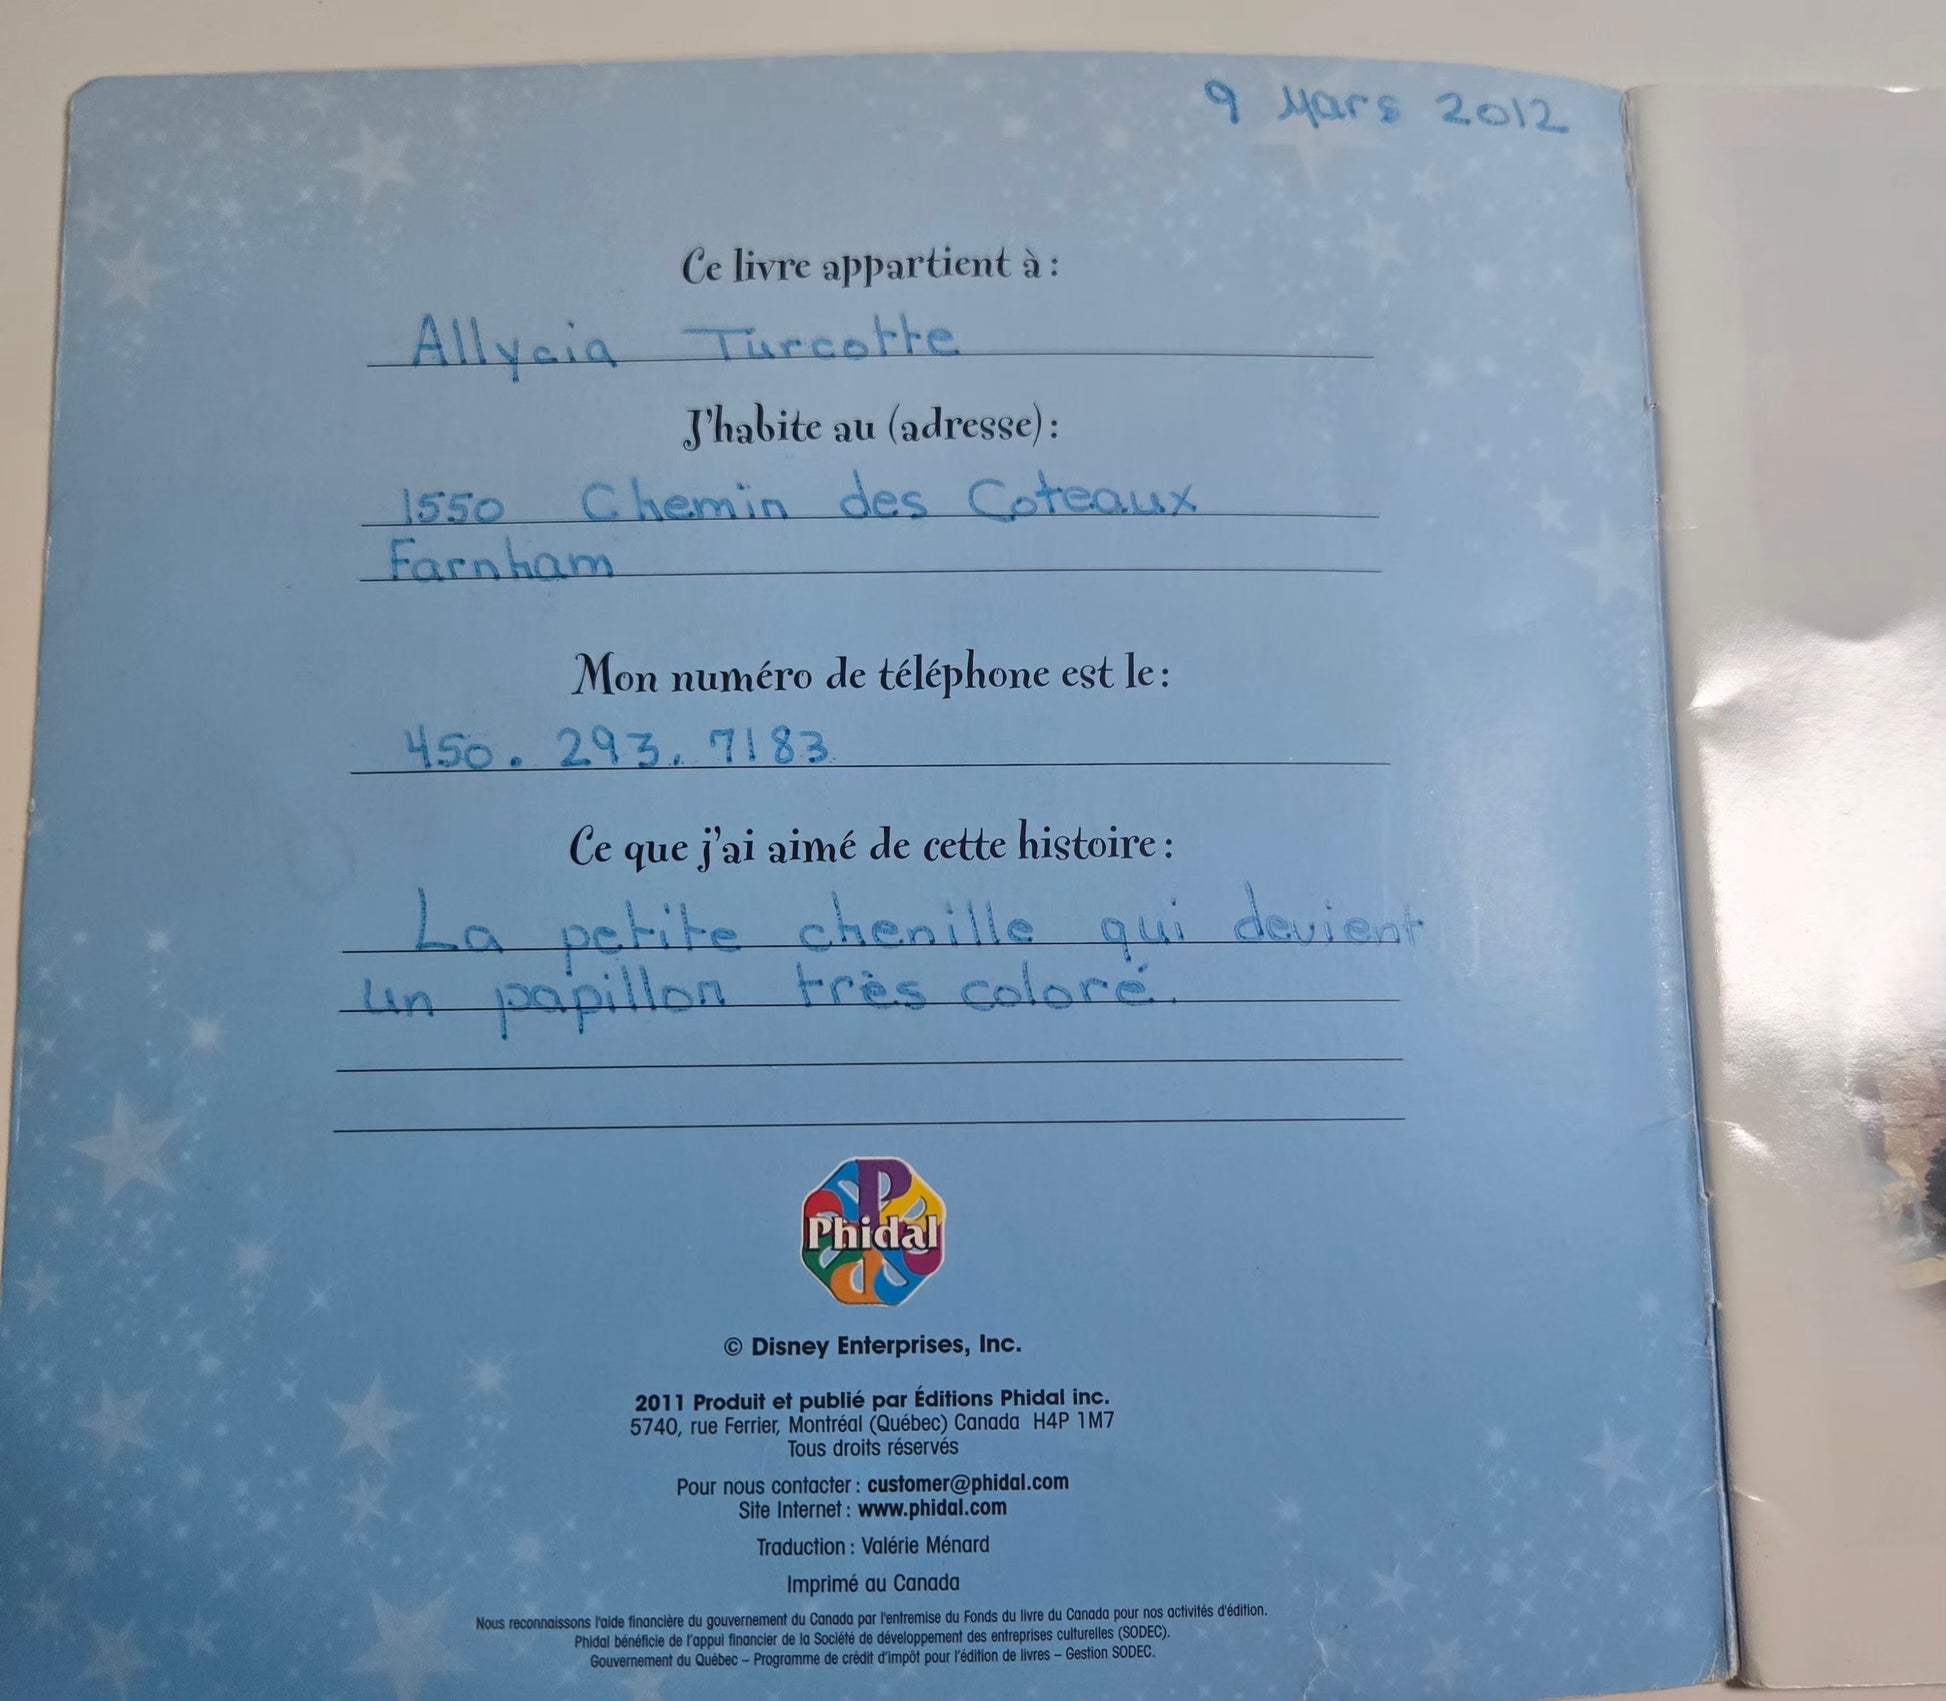 9 Mars 2012
Ce livre appartient à :
Allycia Turcotte
J'habite au (adresse) :
1550 Chemin des Coteaux
Farnham
Mon numéro de téléphone est le :
450. 293. 7183
Ce que j'ai aimé de cette histoire :
La petite chenille qui devient
un papillon très coloré.
Phidal
© Disney Enterprises, Inc.
2011 Produit et publié par Éditions Phidal inc.
5740, rue Ferrier, Montréal (Québec) Canada H4P 1M7
Tous droits réservés
Pour nous contacter : customer@phidal.com
Site Internet : www.phidal.com
Traduction : Valérie Ménard
Imprimé au Canada
Nous reconnaissons l'aide financière du gouvernement du Canada par l'entremise du Fonds du livre du Canada pour nos activités d'édition.
Phidal bénéficie de l'appui financier de la Société de développement des entreprises culturelles (SODEC).
Gouvernement du Québec – Programme de crédit d'impôt pour l'édition de livres – Gestion SODEC.